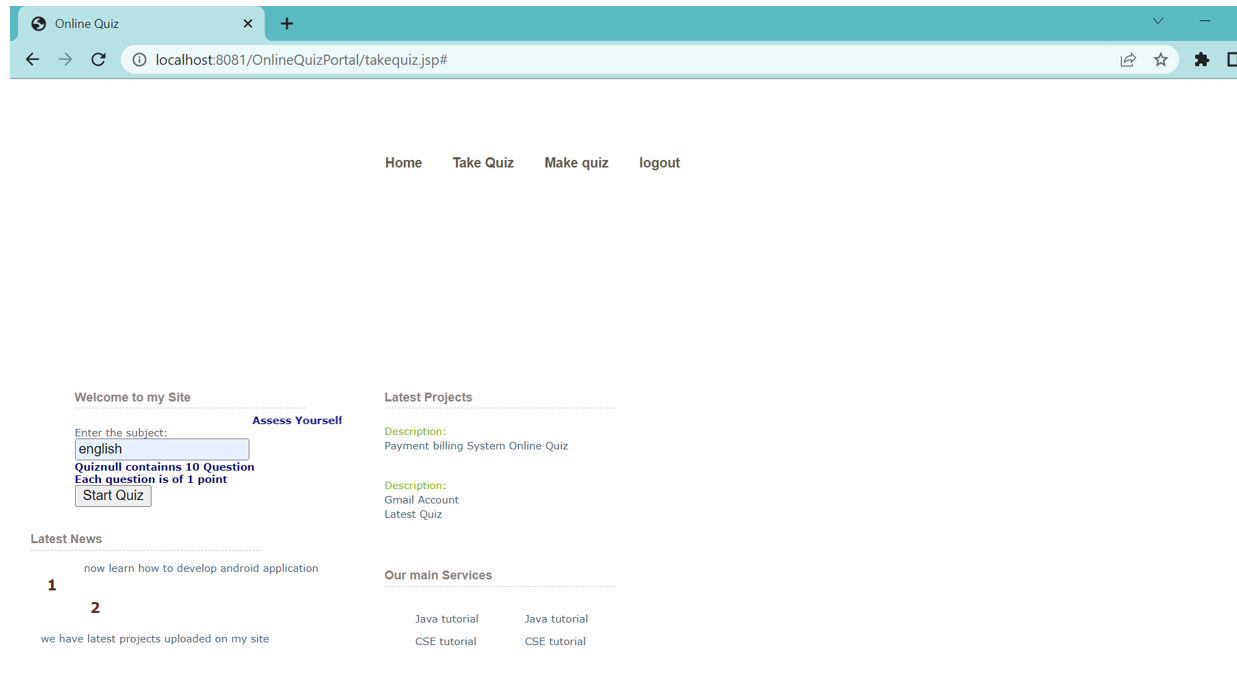 Online Quiz
localhost:8081/OnlineQuizPortal/takequiz.jsp#
Home Take Quiz Make quiz logout
Welcome to my Site
Assess Yourself
Enter the subject:
english
Quiznull containns 10 Question
Each question is of 1 point
Start Quiz
Latest News
now learn how to develop android application
1
2
we have latest projects uploaded on my site
Latest Projects
Description:
Payment billing System Online Quiz
Description:
Gmail Account
Latest Quiz
Our main Services
Java tutorial Java tutorial
CSE tutorial CSE tutorial